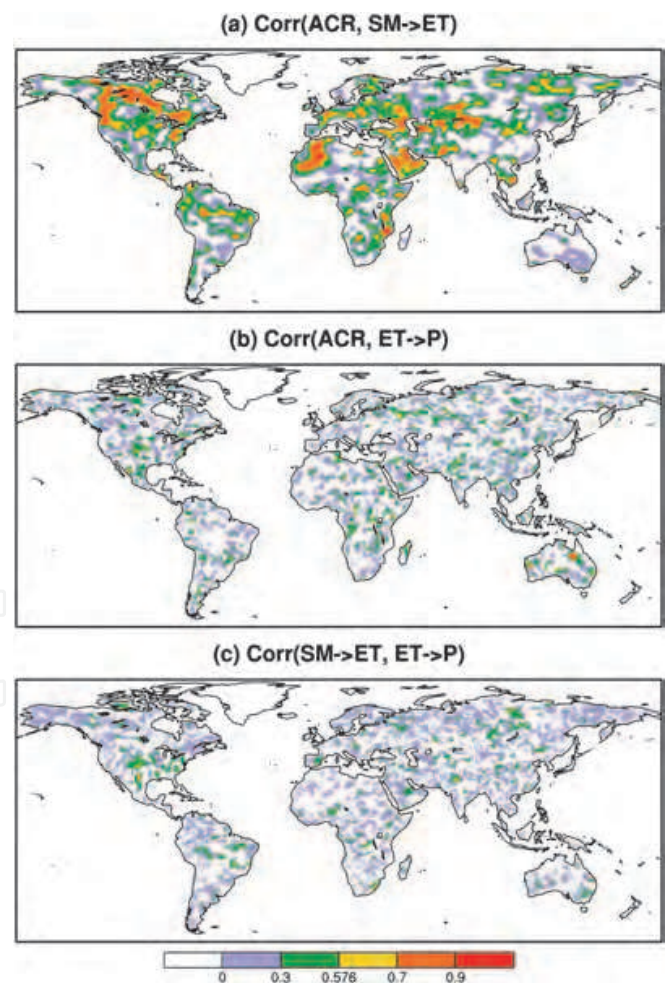 (a) Corr(ACR, SM->ET)
(b) Corr(ACR, ET->P)
(c) Corr(SM->ET, ET->P)
0 0.3 0.576 0.7 0.9